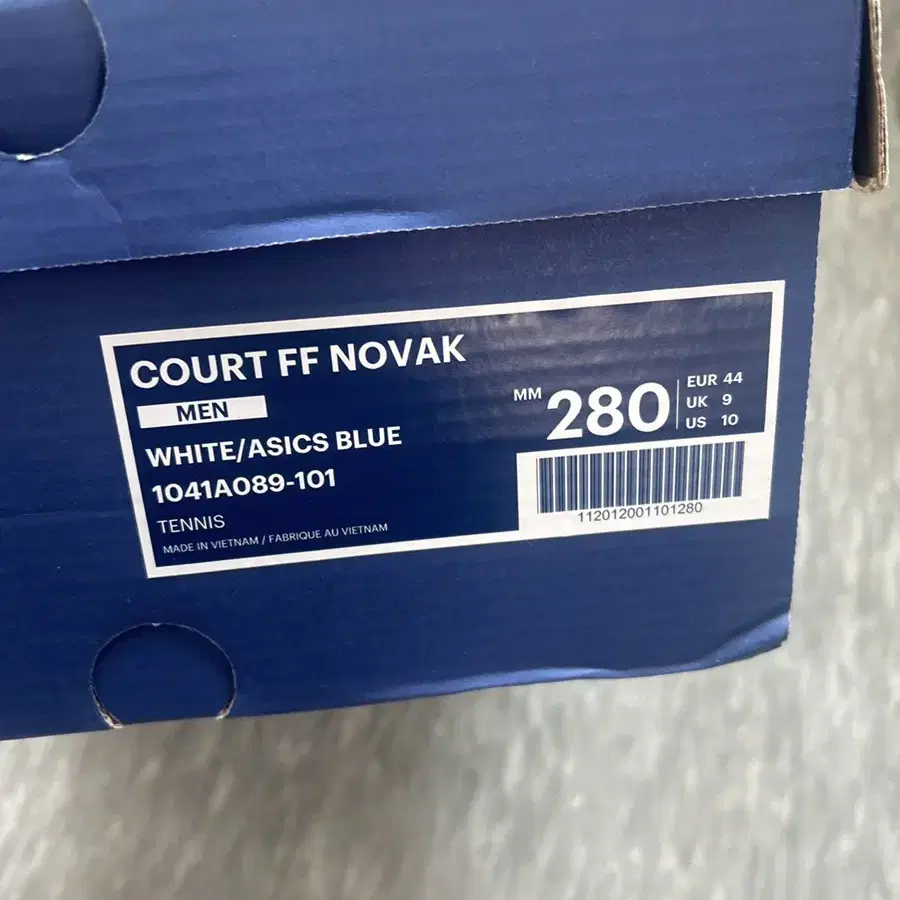 COURT FF NOVAK
MEN
WHITE/ASICS BLUE
1041A089-101
TENNIS
MADE IN VIETNAM / FABRIQUE AU VIETNAM
MM 280
EUR 44
UK 9
US 10
112012001101280